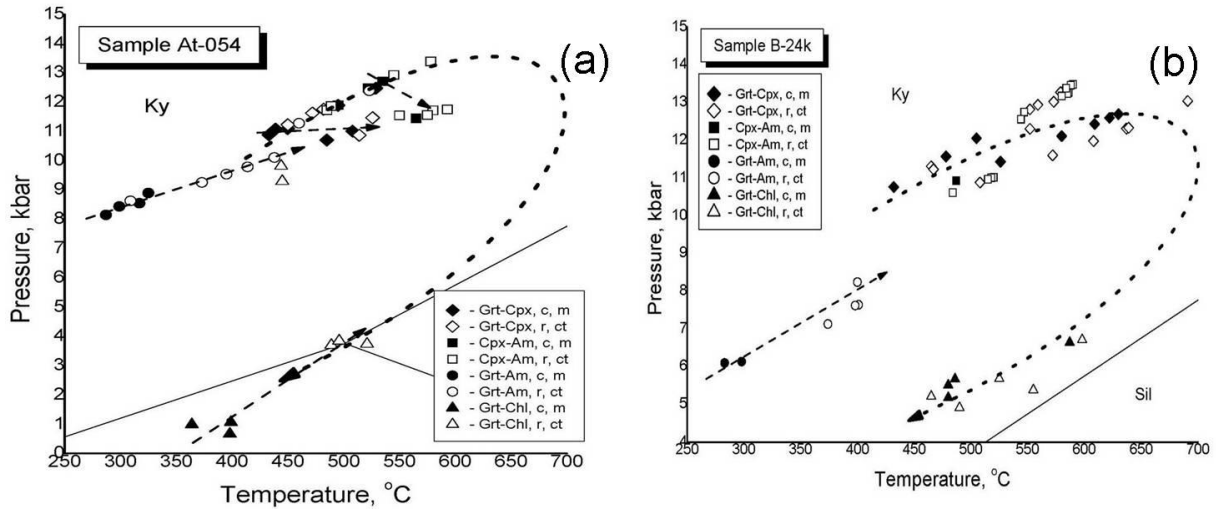 Sample At-054
(a)
Ky
15
14
13
12
11
10
9
8
7
6
5
4
3
2
1
0
Pressure, kbar
- Grt-Cpx, c, m
- Grt-Cpx, r, ct
- Cpx-Am, c, m
- Cpx-Am, r, ct
- Grt-Am, c, m
- Grt-Am, r, ct
- Grt-Chl, c, m
- Grt-Chl, r, ct
250 300 350 400 450 500 550 600 650 700
Temperature, °C
Sample B-24k
(b)
Ky
15
14
13
12
11
10
9
8
7
6
5
4
Pressure, kbar
- Grt-Cpx, c, m
- Grt-Cpx, r, ct
- Cpx-Am, c, m
- Cpx-Am, r, ct
- Grt-Am, c, m
- Grt-Am, r, ct
- Grt-Chl, c, m
- Grt-Chl, r, ct
Sil
250 300 350 400 450 500 550 600 650 700
Temperature, °C